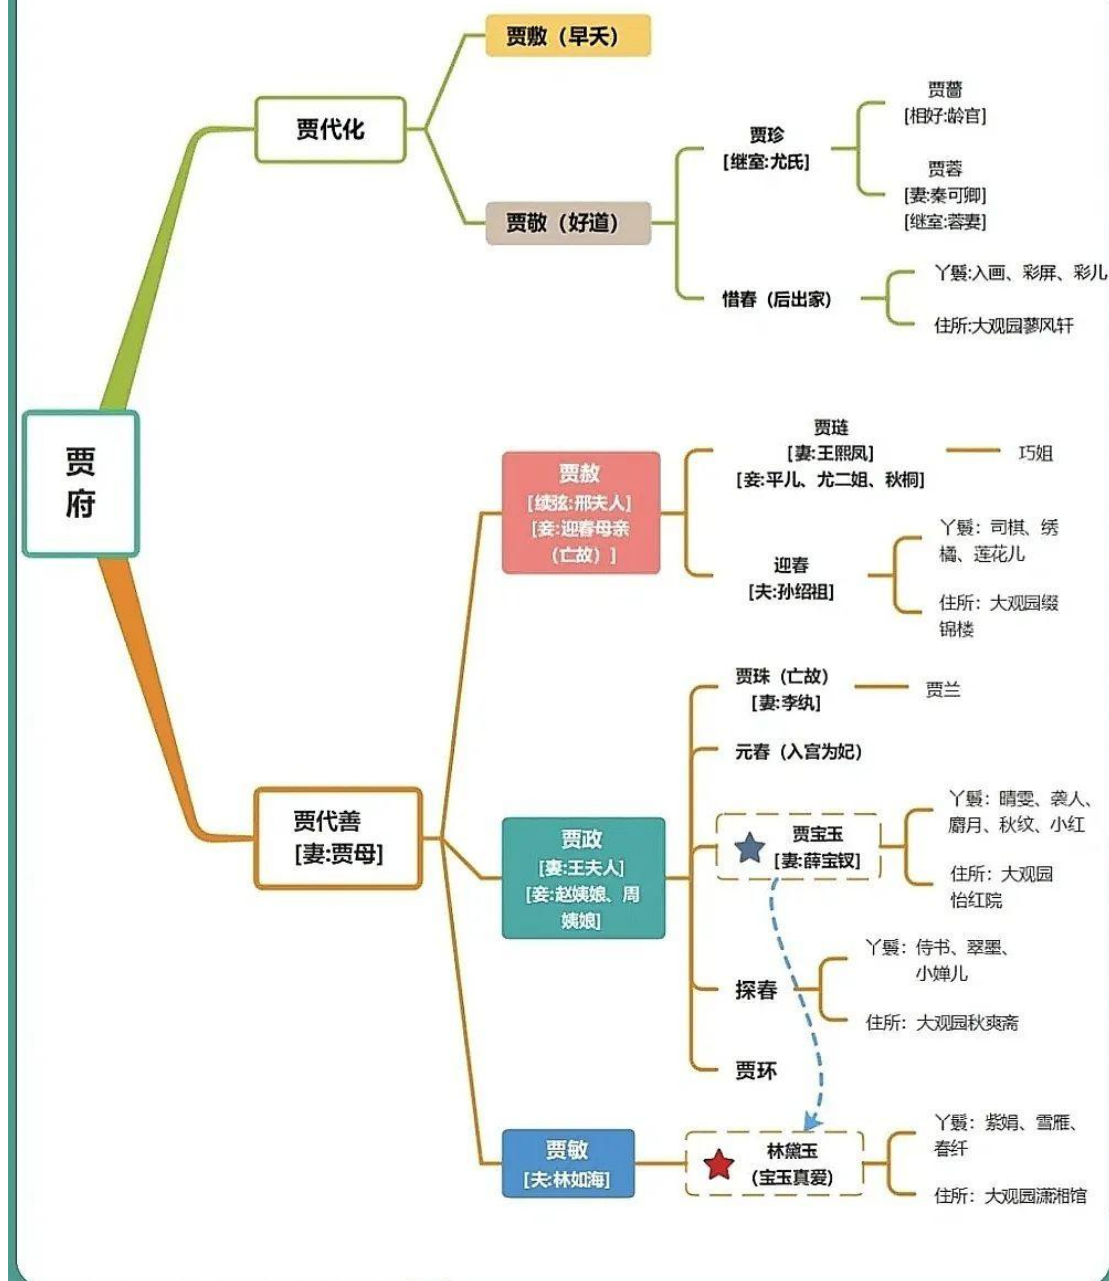 贾敷（早夭）
贾代化
贾敬（好道）
贾珍
[继室:尤氏]
贾蔷
[相好:龄官]
贾蓉
[妻:秦可卿]
[继室:蓉妻]
惜春（后出家）
丫鬟:入画、彩屏、彩儿
住所:大观园蓼风轩
贾
府
贾代善
[妻:贾母]
贾赦
[续弦:邢夫人]
[妾:迎春母亲
（亡故）]
贾琏
[妻:王熙凤]
[妾:平儿、尤二姐、秋桐]
巧姐
迎春
[夫:孙绍祖]
丫鬟：司棋、绣
橘、莲花儿
住所：大观园缀
锦楼
贾政
[妻:王夫人]
[妾:赵姨娘、周
姨娘]
贾珠（亡故）
[妻:李纨]
贾兰
元春（入宫为妃）
贾宝玉
[妻:薛宝钗]
丫鬟：晴雯、袭人、
麝月、秋纹、小红
住所：大观园
怡红院
探春
丫鬟：侍书、翠墨、
小婵儿
住所：大观园秋爽斋
贾环
贾敏
[夫:林如海]
林黛玉
（宝玉真爱）
丫鬟：紫娟、雪雁、
春纤
住所：大观园潇湘馆